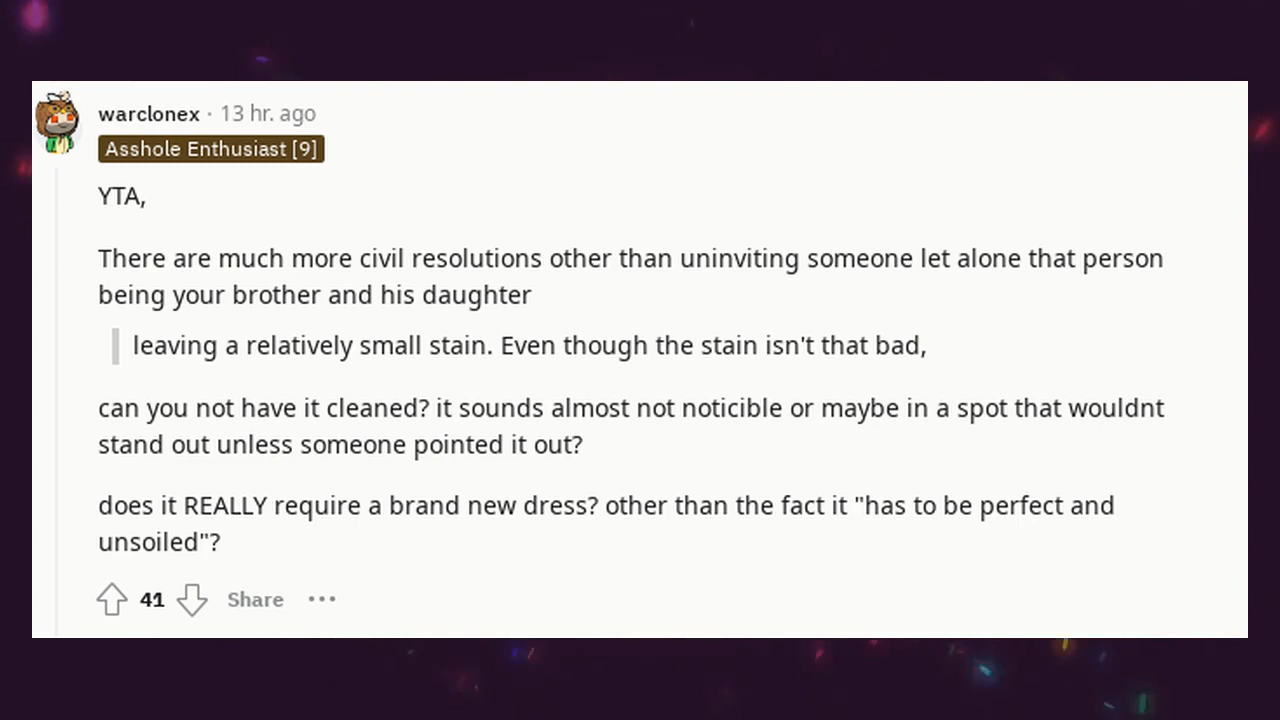 warclonex · 13 hr. ago
Asshole Enthusiast [9]
YTA,
There are much more civil resolutions other than uninviting someone let alone that person
being your brother and his daughter
leaving a relatively small stain. Even though the stain isn't that bad,
can you not have it cleaned? it sounds almost not noticible or maybe in a spot that wouldnt
stand out unless someone pointed it out?
does it REALLY require a brand new dress? other than the fact it "has to be perfect and
unsoiled"?
41 Share ···